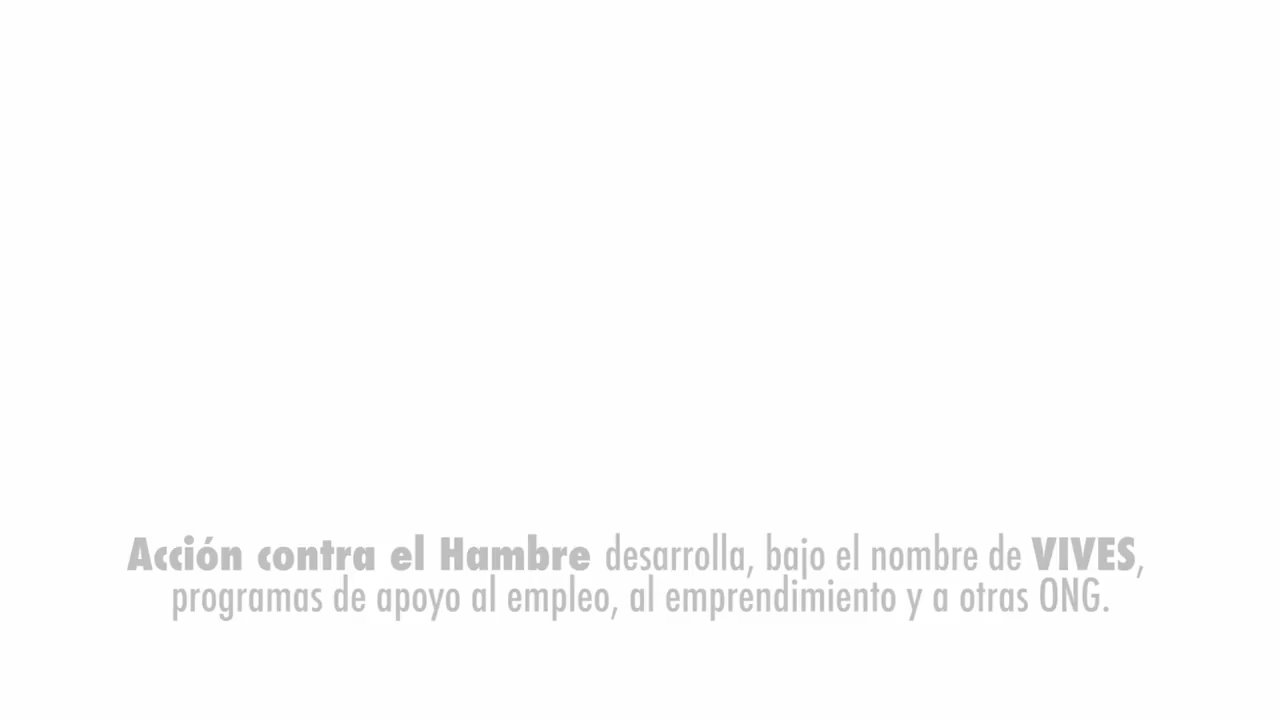 Acción contra el Hambre desarrolla, bajo el nombre de VIVES,
programas de apoyo al empleo, al emprendimiento y a otras ONG.